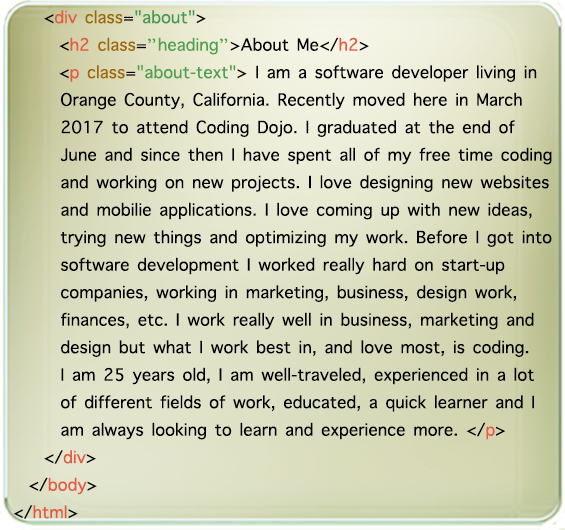 <div class="about">
<h2 class=”heading”>About Me</h2>
<p class="about-text"> I am a software developer living in
Orange County, California. Recently moved here in March
2017 to attend Coding Dojo. I graduated at the end of
June and since then I have spent all of my free time coding
and working on new projects. I love designing new websites
and mobilie applications. I love coming up with new ideas,
trying new things and optimizing my work. Before I got into
software development I worked really hard on start-up
companies, working in marketing, business, design work,
finances, etc. I work really well in business, marketing and
design but what I work best in, and love most, is coding.
I am 25 years old, I am well-traveled, experienced in a lot
of different fields of work, educated, a quick learner and I
am always looking to learn and experience more. </p>
</div>
</body>
</html>